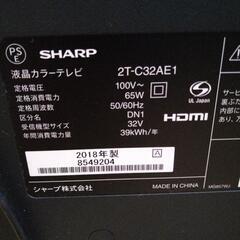 PS
E
SHARP
液晶カラーテレビ 2T-C32AE1
定格電圧 100V～
定格消費電力 65W
定格周波数 50/60Hz
区分名 DN1
受信機型サイズ 32V
年間消費電力量 39kWh/年
UL Japan
HDMI
A
2018年製
8549204
シャープ株式会社
MADE IN CHINA